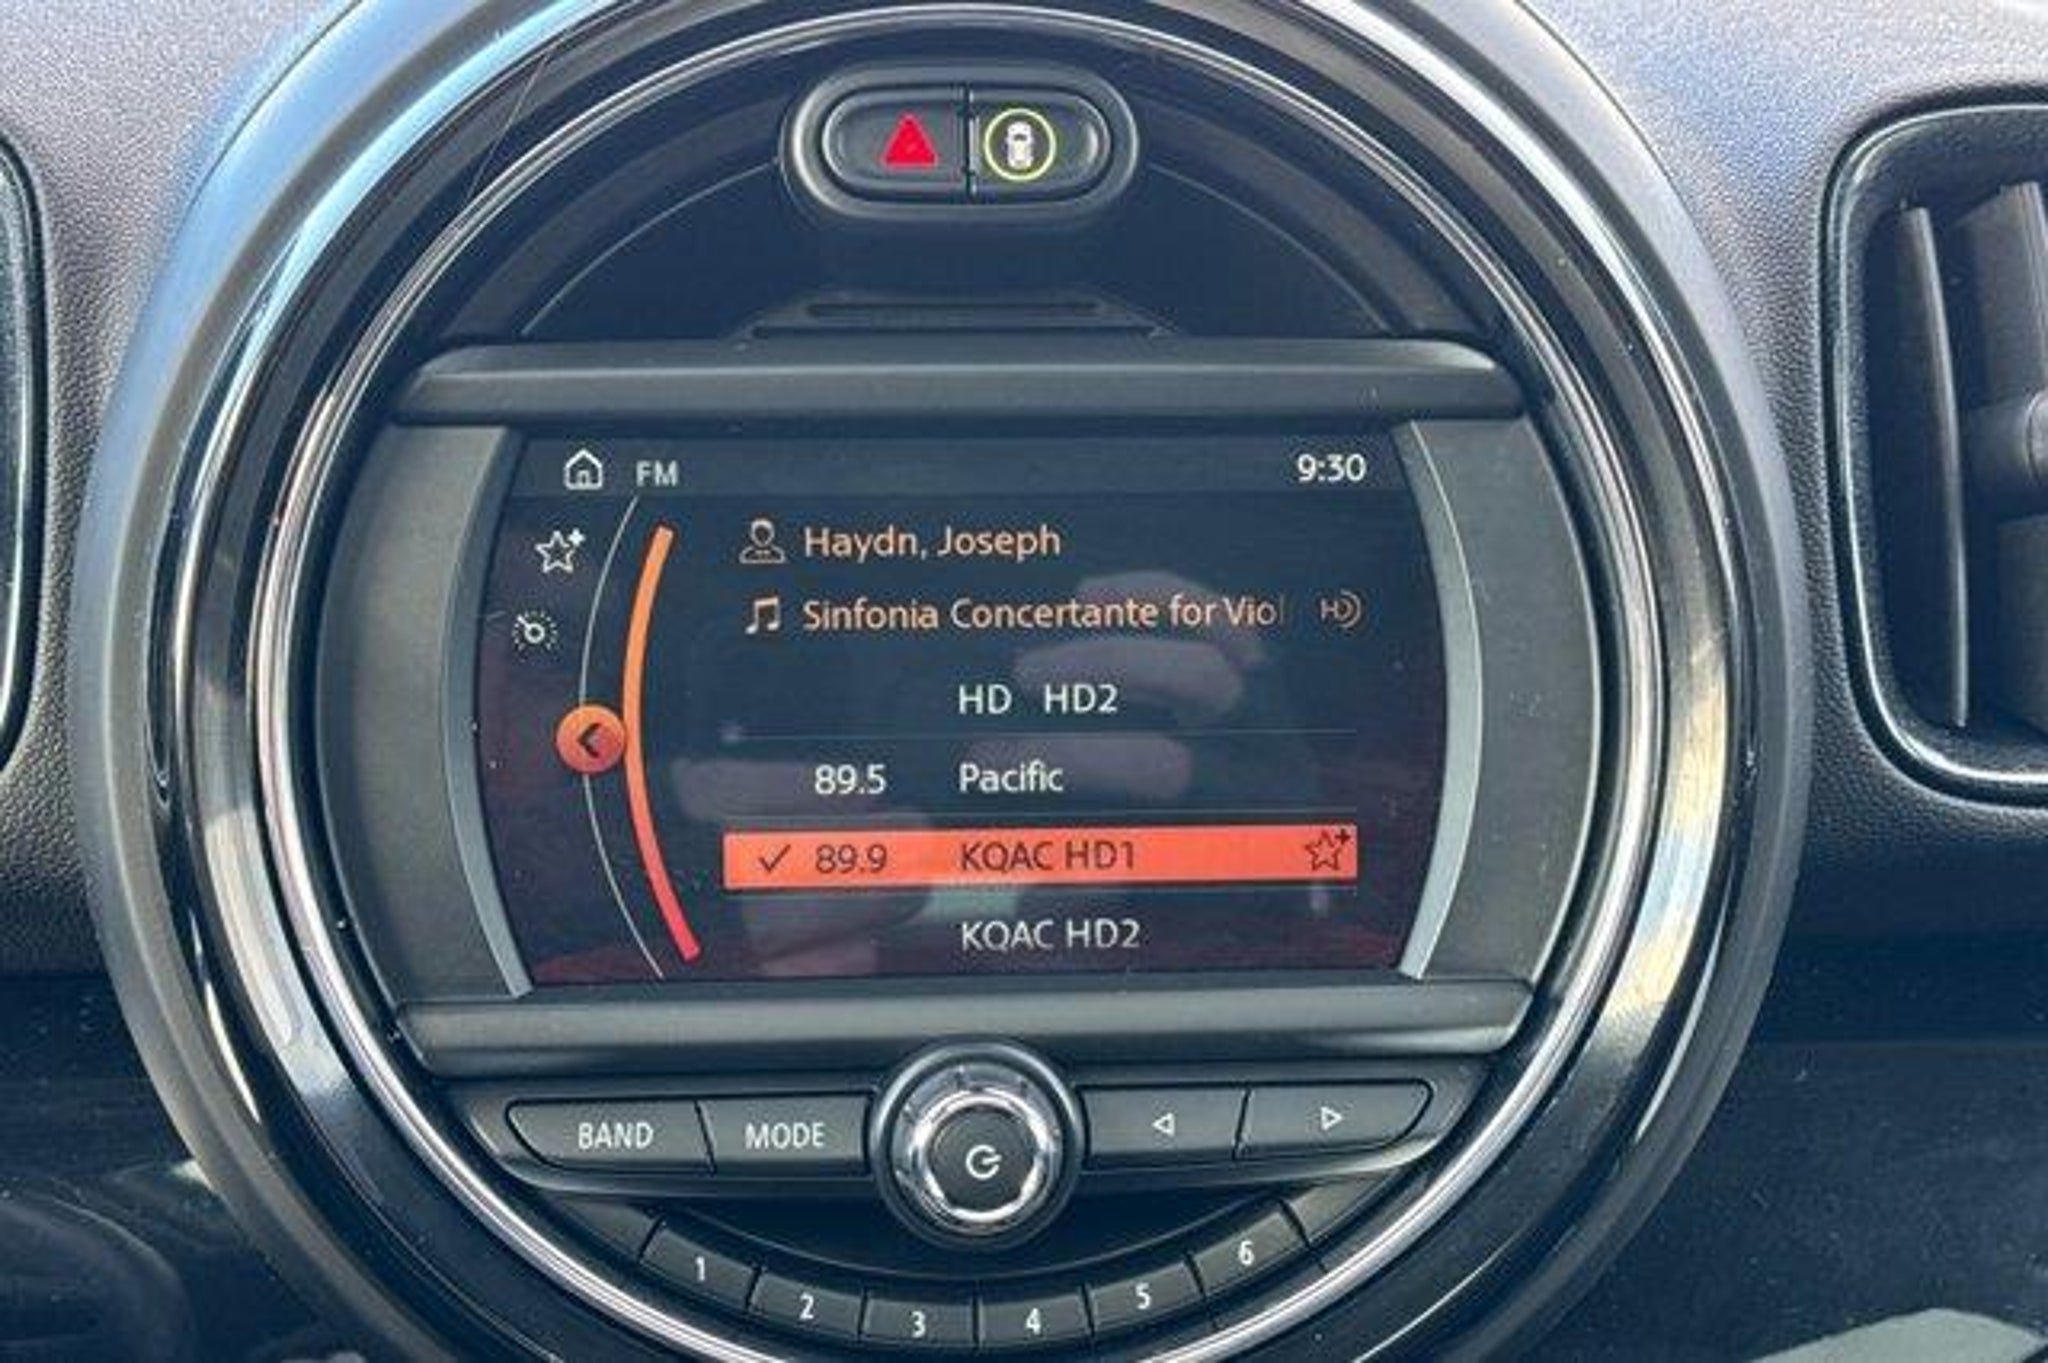 FM 9:30
Haydn, Joseph
Sinfonia Concertante for Viol HD
HD HD2
89.5 Pacific
89.9 KQAC HD1
KQAC HD2
BAND MODE
1 2 3 4 5 6